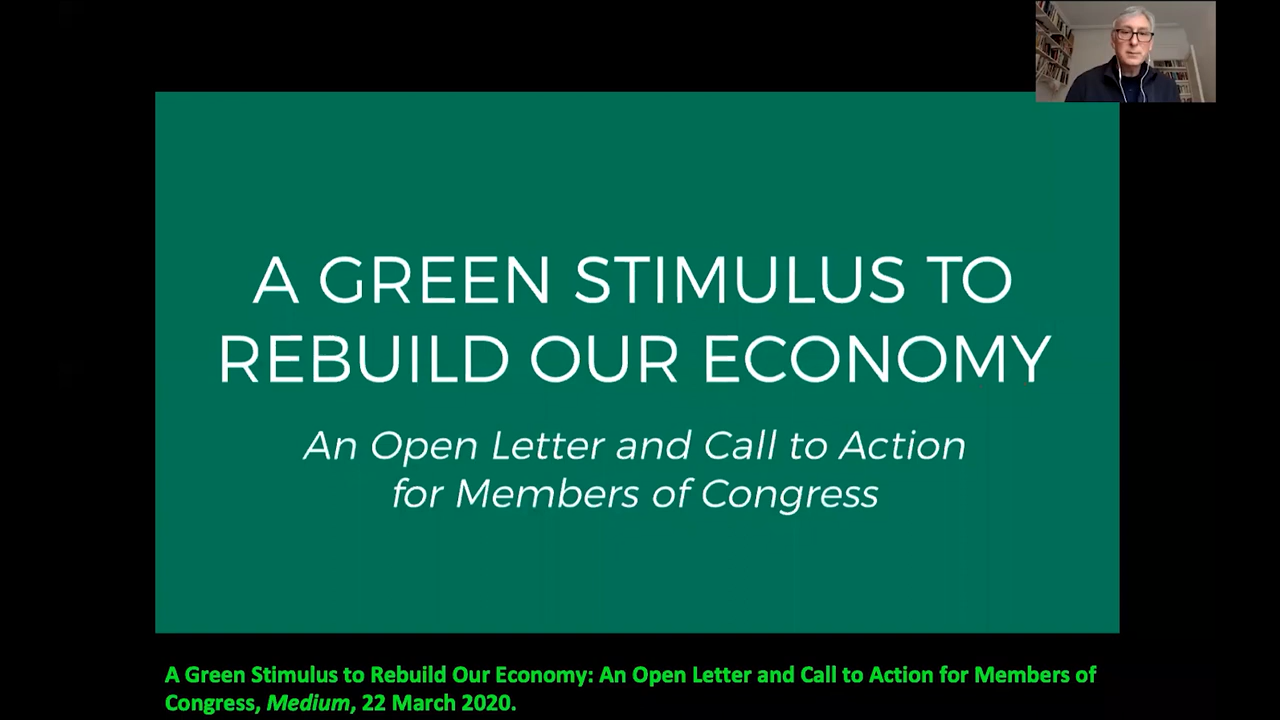 A GREEN STIMULUS TO
REBUILD OUR ECONOMY
An Open Letter and Call to Action
for Members of Congress
A Green Stimulus to Rebuild Our Economy: An Open Letter and Call to Action for Members of
Congress, Medium, 22 March 2020.